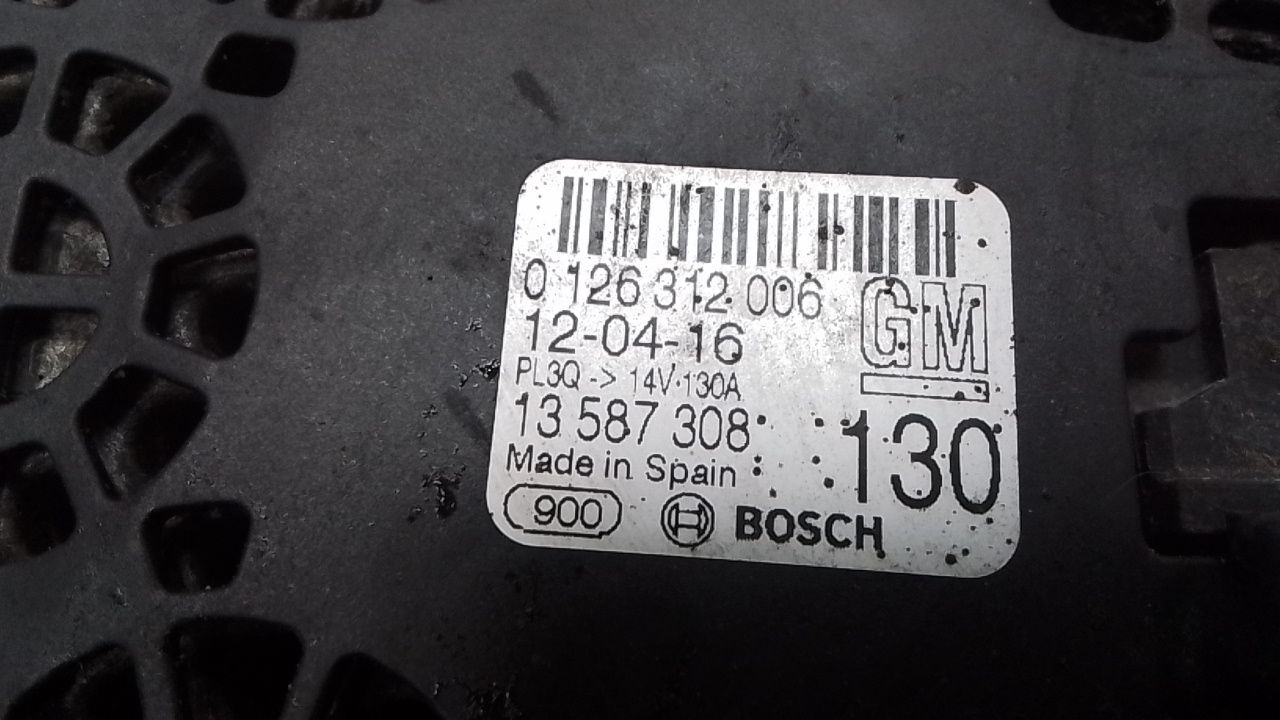 0 126 312 006
12-04-16
GM
PL3Q -> 14V 130A
13 587 308
130
Made in Spain
900
BOSCH